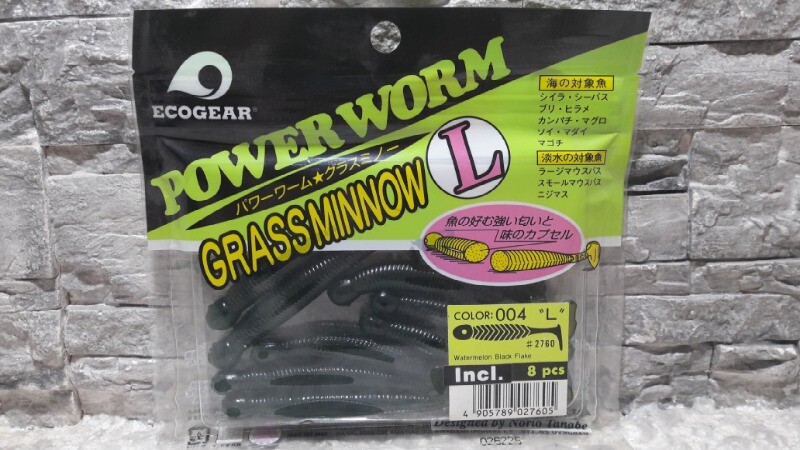 ECOGEAR®
POWER WORM
パワーワーム★グラスミノー
GRASSMINNOW
L
海の対象魚
シイラ・シーバス
ブリ・ヒラメ
カンパチ・マグロ
ソイ・マダイ
マゴチ
淡水の対象魚
ラージマウスバス
スモールマウスバス
ニジマス
魚の好む強い匂いと
味のカプセル
COLOR: 004 "L"
#2760
Watermelon Black Flake
Incl. 8 pcs
4 905789 027605
Designed by Norio Tanabe